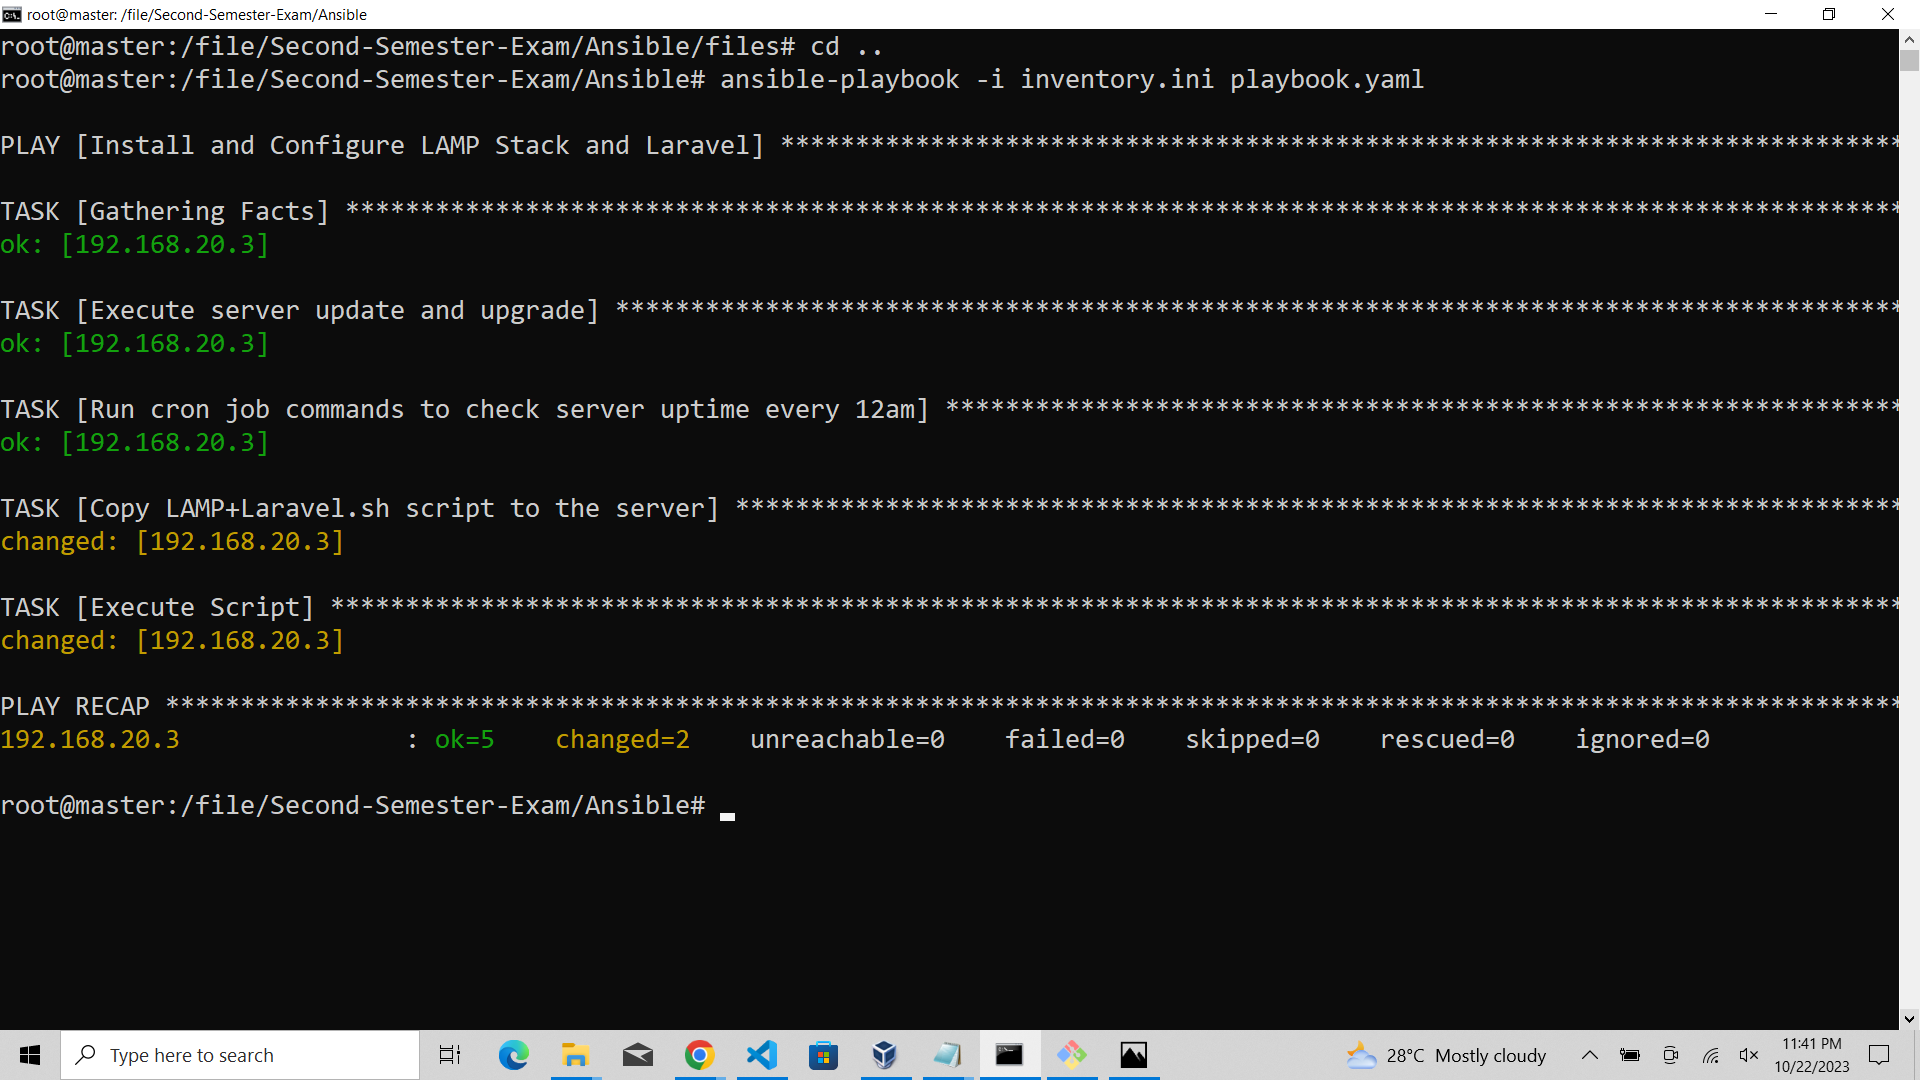 root@master: /file/Second-Semester-Exam/Ansible
root@master:/file/Second-Semester-Exam/Ansible/files# cd ..
root@master:/file/Second-Semester-Exam/Ansible# ansible-playbook -i inventory.ini playbook.yaml
PLAY [Install and Configure LAMP Stack and Laravel] ***************************************************************************
TASK [Gathering Facts] ********************************************************************************************************
ok: [192.168.20.3]
TASK [Execute server update and upgrade] **************************************************************************************
ok: [192.168.20.3]
TASK [Run cron job commands to check server uptime every 12am] ****************************************************************
ok: [192.168.20.3]
TASK [Copy LAMP+Laravel.sh script to the server] ******************************************************************************
changed: [192.168.20.3]
TASK [Execute Script] *********************************************************************************************************
changed: [192.168.20.3]
PLAY RECAP ********************************************************************************************************************
192.168.20.3               : ok=5    changed=2    unreachable=0    failed=0    skipped=0    rescued=0    ignored=0
root@master:/file/Second-Semester-Exam/Ansible#
Type here to search
28°C Mostly cloudy
11:41 PM
10/22/2023